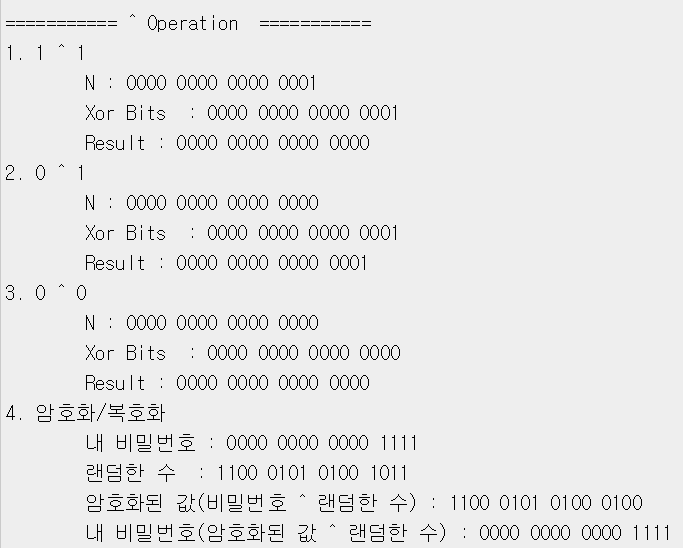 =========== ^ Operation ===========
1. 1 ^ 1
N : 0000 0000 0000 0001
Xor Bits : 0000 0000 0000 0001
Result : 0000 0000 0000 0000
2. 0 ^ 1
N : 0000 0000 0000 0000
Xor Bits : 0000 0000 0000 0001
Result : 0000 0000 0000 0001
3. 0 ^ 0
N : 0000 0000 0000 0000
Xor Bits : 0000 0000 0000 0000
Result : 0000 0000 0000 0000
4. 암호화/복호화
내 비밀번호 : 0000 0000 0000 1111
랜덤한 수 : 1100 0101 0100 1011
암호화된 값(비밀번호 ^ 랜덤한 수) : 1100 0101 0100 0100
내 비밀번호(암호화된 값 ^ 랜덤한 수) : 0000 0000 0000 1111